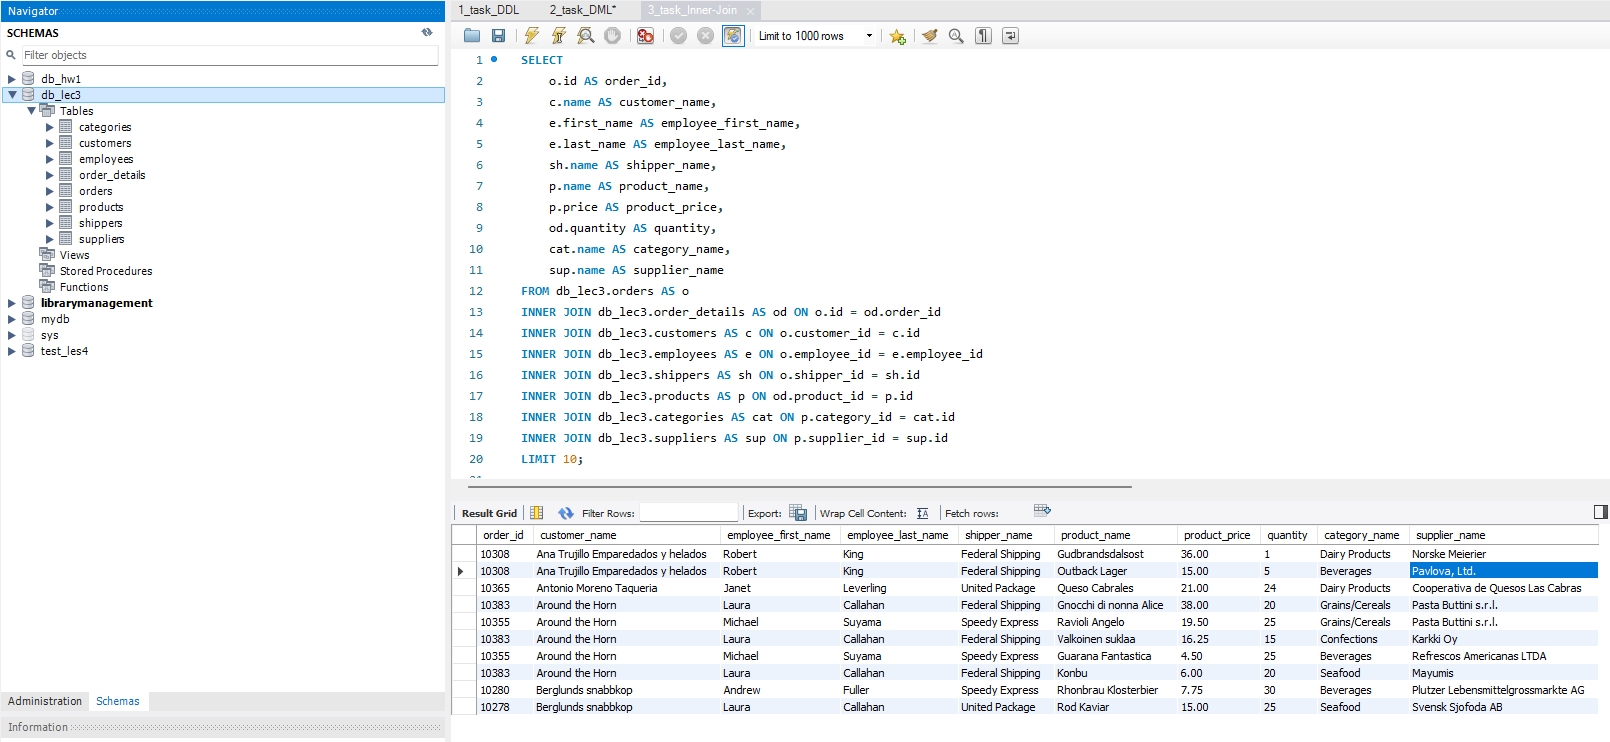 Navigator
SCHEMAS
Filter objects
db_hw1
db_lec3
Tables
categories
customers
employees
order_details
orders
products
shippers
suppliers
Views
Stored Procedures
Functions
librarymanagement
mydb
sys
test_les4
Administration Schemas
Information
1_task_DDL 2_task_DML* 3_task_Inner-Join
Limit to 1000 rows
1 SELECT
2 o.id AS order_id,
3 c.name AS customer_name,
4 e.first_name AS employee_first_name,
5 e.last_name AS employee_last_name,
6 sh.name AS shipper_name,
7 p.name AS product_name,
8 p.price AS product_price,
9 od.quantity AS quantity,
10 cat.name AS category_name,
11 sup.name AS supplier_name
12 FROM db_lec3.orders AS o
13 INNER JOIN db_lec3.order_details AS od ON o.id = od.order_id
14 INNER JOIN db_lec3.customers AS c ON o.customer_id = c.id
15 INNER JOIN db_lec3.employees AS e ON o.employee_id = e.employee_id
16 INNER JOIN db_lec3.shippers AS sh ON o.shipper_id = sh.id
17 INNER JOIN db_lec3.products AS p ON od.product_id = p.id
18 INNER JOIN db_lec3.categories AS cat ON p.category_id = cat.id
19 INNER JOIN db_lec3.suppliers AS sup ON p.supplier_id = sup.id
20 LIMIT 10;
Result Grid Filter Rows: Export: Wrap Cell Content: Fetch rows:
order_id customer_name employee_first_name employee_last_name shipper_name product_name product_price quantity category_name supplier_name
10308 Ana Trujillo Emparedados y helados Robert King Federal Shipping Gudbrandsdalsost 36.00 1 Dairy Products Norske Meierier
10308 Ana Trujillo Emparedados y helados Robert King Federal Shipping Outback Lager 15.00 5 Beverages Pavlova, Ltd.
10365 Antonio Moreno Taqueria Janet Leverling United Package Queso Cabrales 21.00 24 Dairy Products Cooperativa de Quesos Las Cabras
10383 Around the Horn Laura Callahan Federal Shipping Gnocchi di nonna Alice 38.00 20 Grains/Cereals Pasta Buttini s.r.l.
10355 Around the Horn Michael Suyama Speedy Express Ravioli Angelo 19.50 25 Grains/Cereals Pasta Buttini s.r.l.
10383 Around the Horn Laura Callahan Federal Shipping Valkoinen suklaa 16.25 15 Confections Karkki Oy
10355 Around the Horn Michael Suyama Speedy Express Guarana Fantastica 4.50 25 Beverages Refrescos Americanas LTDA
10383 Around the Horn Laura Callahan Federal Shipping Konbu 6.00 20 Seafood Mayumis
10280 Berglunds snabbkop Andrew Fuller Speedy Express Rhonbrau Klosterbier 7.75 30 Beverages Plutzer Lebensmittelgrossmarkte AG
10278 Berglunds snabbkop Laura Callahan United Package Rod Kaviar 15.00 25 Seafood Svensk Sjofoda AB